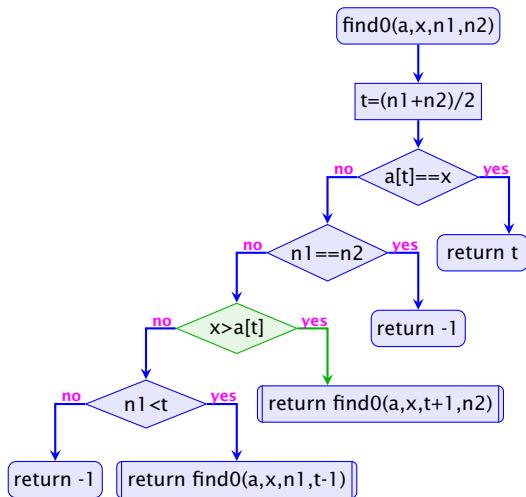 find0(a,x,n1,n2)
t=(n1+n2)/2
a[t]==x
no
yes
return t
n1==n2
no
yes
return -1
x>a[t]
no
yes
return find0(a,x,t+1,n2)
n1<t
no
yes
return -1
return find0(a,x,n1,t-1)